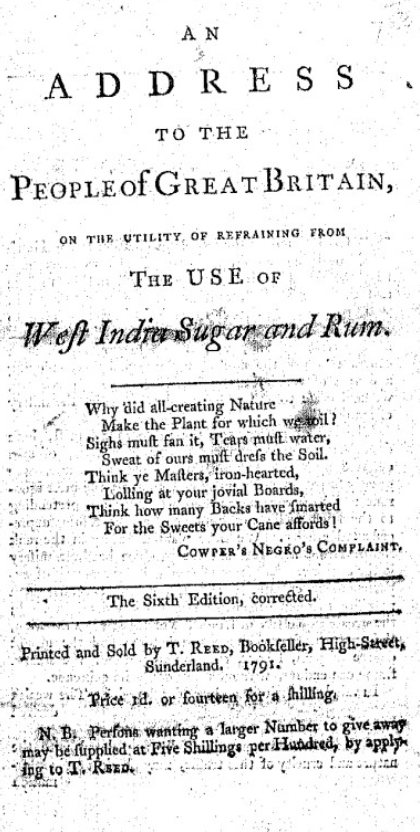 AN
ADDRESS
TO THE
PEOPLE of GREAT BRITAIN,
ON THE UTILITY OF REFRAINING FROM
THE USE OF
Weſt India Sugar and Rum.
Why did all-creating Nature
Make the Plant for which we toil?
Sighs muſt fan it, Tears muſt water,
Sweat of ours muſt dreſs the Soil.
Think ye Maſters, iron-hearted,
Lolling at your jovial Boards,
Think how many Backs have ſmarted
For the Sweets your Cane affords!
COWPER'S NEGRO'S COMPLAINT.
The Sixth Edition, corrected.
Printed and Sold by T. REED, Bookſeller, High-Street,
Sunderland. 1791.
Price 1d. or fourteen for a ſhilling.
N. B. Perſons wanting a larger Number to give away
may be ſupplied at Five Shillings per Hundred, by apply-
ing to T. REED.